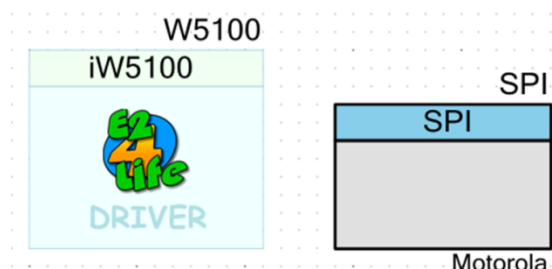 W5100
iW5100
E2
4
Life
DRIVER
SPI
SPI
Motorola